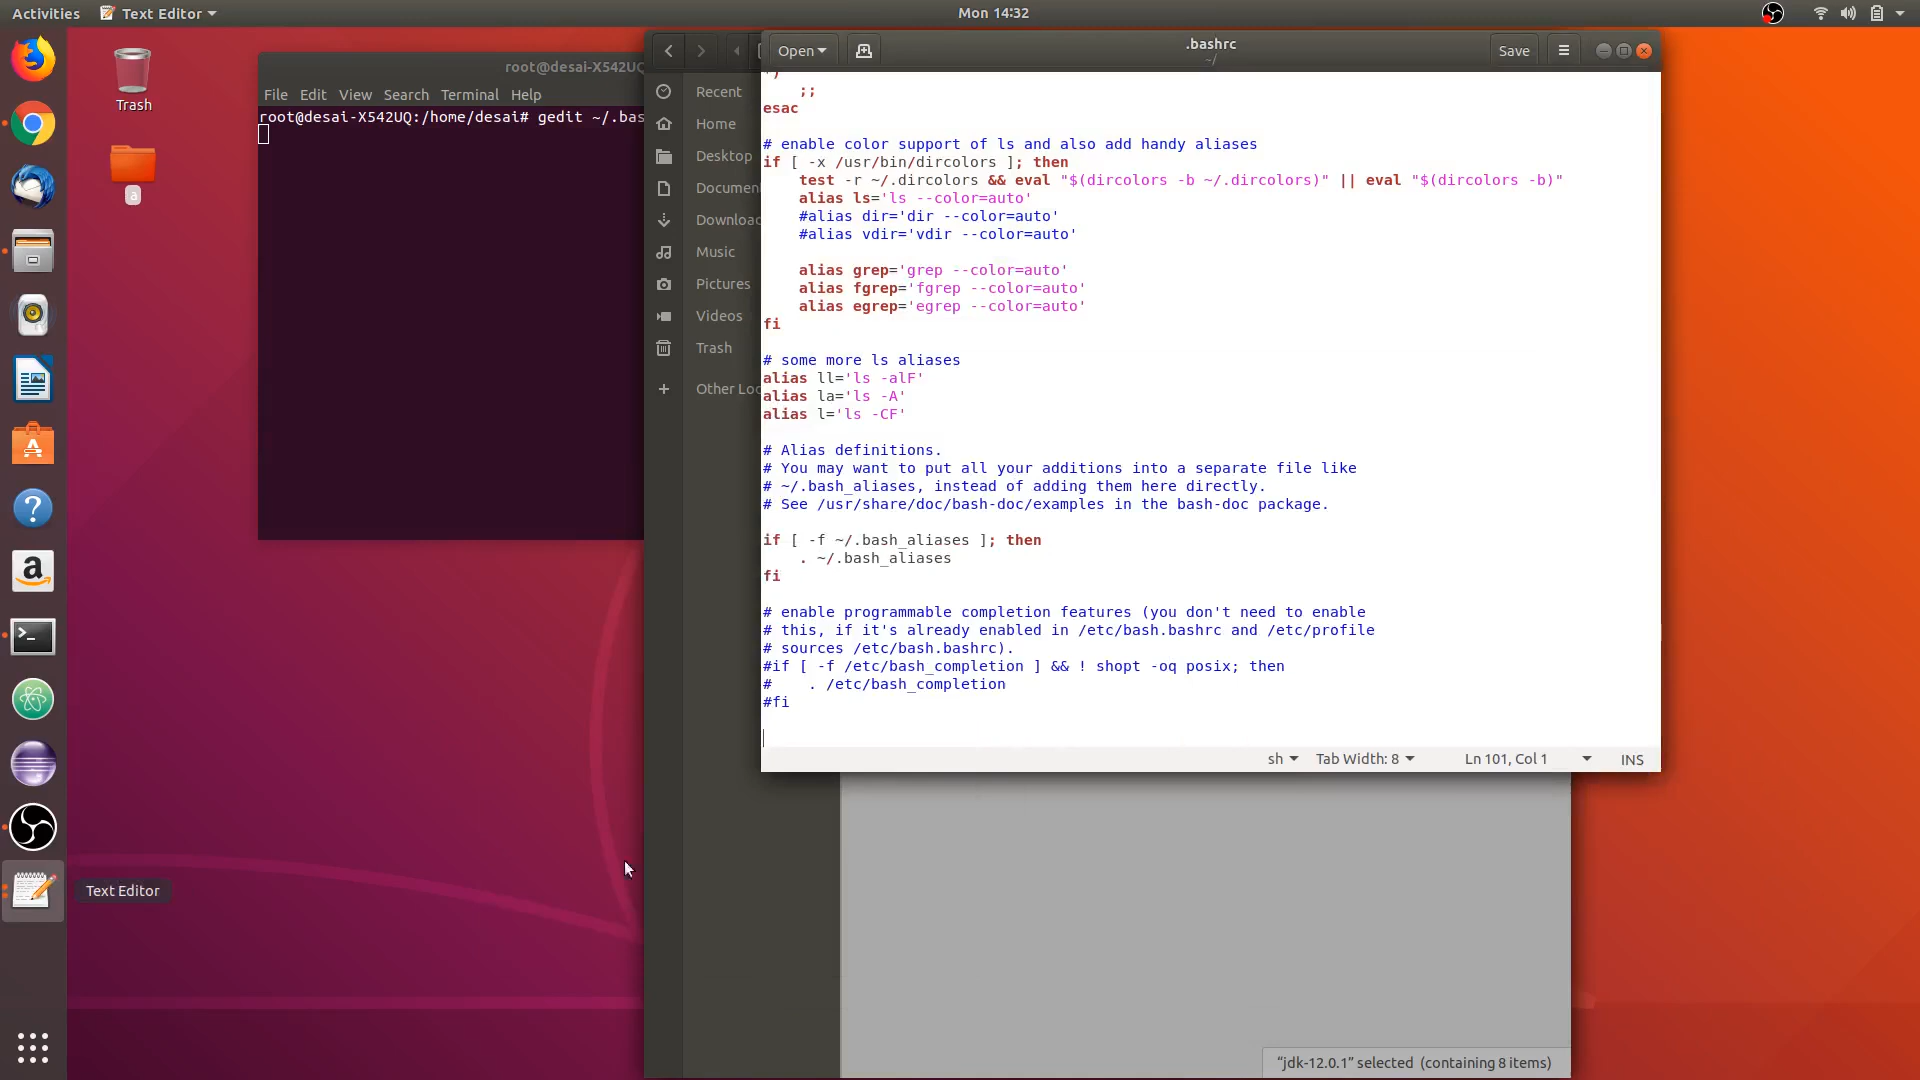 Activities
Text Editor
Mon 14:32
Trash
a
root@desai-X542UQ
File Edit View Search Terminal Help
root@desai-X542UQ:/home/desai# gedit ~/.bas
Recent
Home
Desktop
Documen
Downloa
Music
Pictures
Videos
Trash
Other Loc
Open
.bashrc
~/
Save
*)
    ;;
esac
# enable color support of ls and also add handy aliases
if [ -x /usr/bin/dircolors ]; then
    test -r ~/.dircolors && eval "$(dircolors -b ~/.dircolors)" || eval "$(dircolors -b)"
    alias ls='ls --color=auto'
    #alias dir='dir --color=auto'
    #alias vdir='vdir --color=auto'
    alias grep='grep --color=auto'
    alias fgrep='fgrep --color=auto'
    alias egrep='egrep --color=auto'
fi
# some more ls aliases
alias ll='ls -alF'
alias la='ls -A'
alias l='ls -CF'
# Alias definitions.
# You may want to put all your additions into a separate file like
# ~/.bash_aliases, instead of adding them here directly.
# See /usr/share/doc/bash-doc/examples in the bash-doc package.
if [ -f ~/.bash_aliases ]; then
    . ~/.bash_aliases
fi
# enable programmable completion features (you don't need to enable
# this, if it's already enabled in /etc/bash.bashrc and /etc/profile
# sources /etc/bash.bashrc).
#if [ -f /etc/bash_completion ] && ! shopt -oq posix; then
#    . /etc/bash_completion
#fi
sh
Tab Width: 8
Ln 101, Col 1
INS
Text Editor
"jdk-12.0.1" selected (containing 8 items)